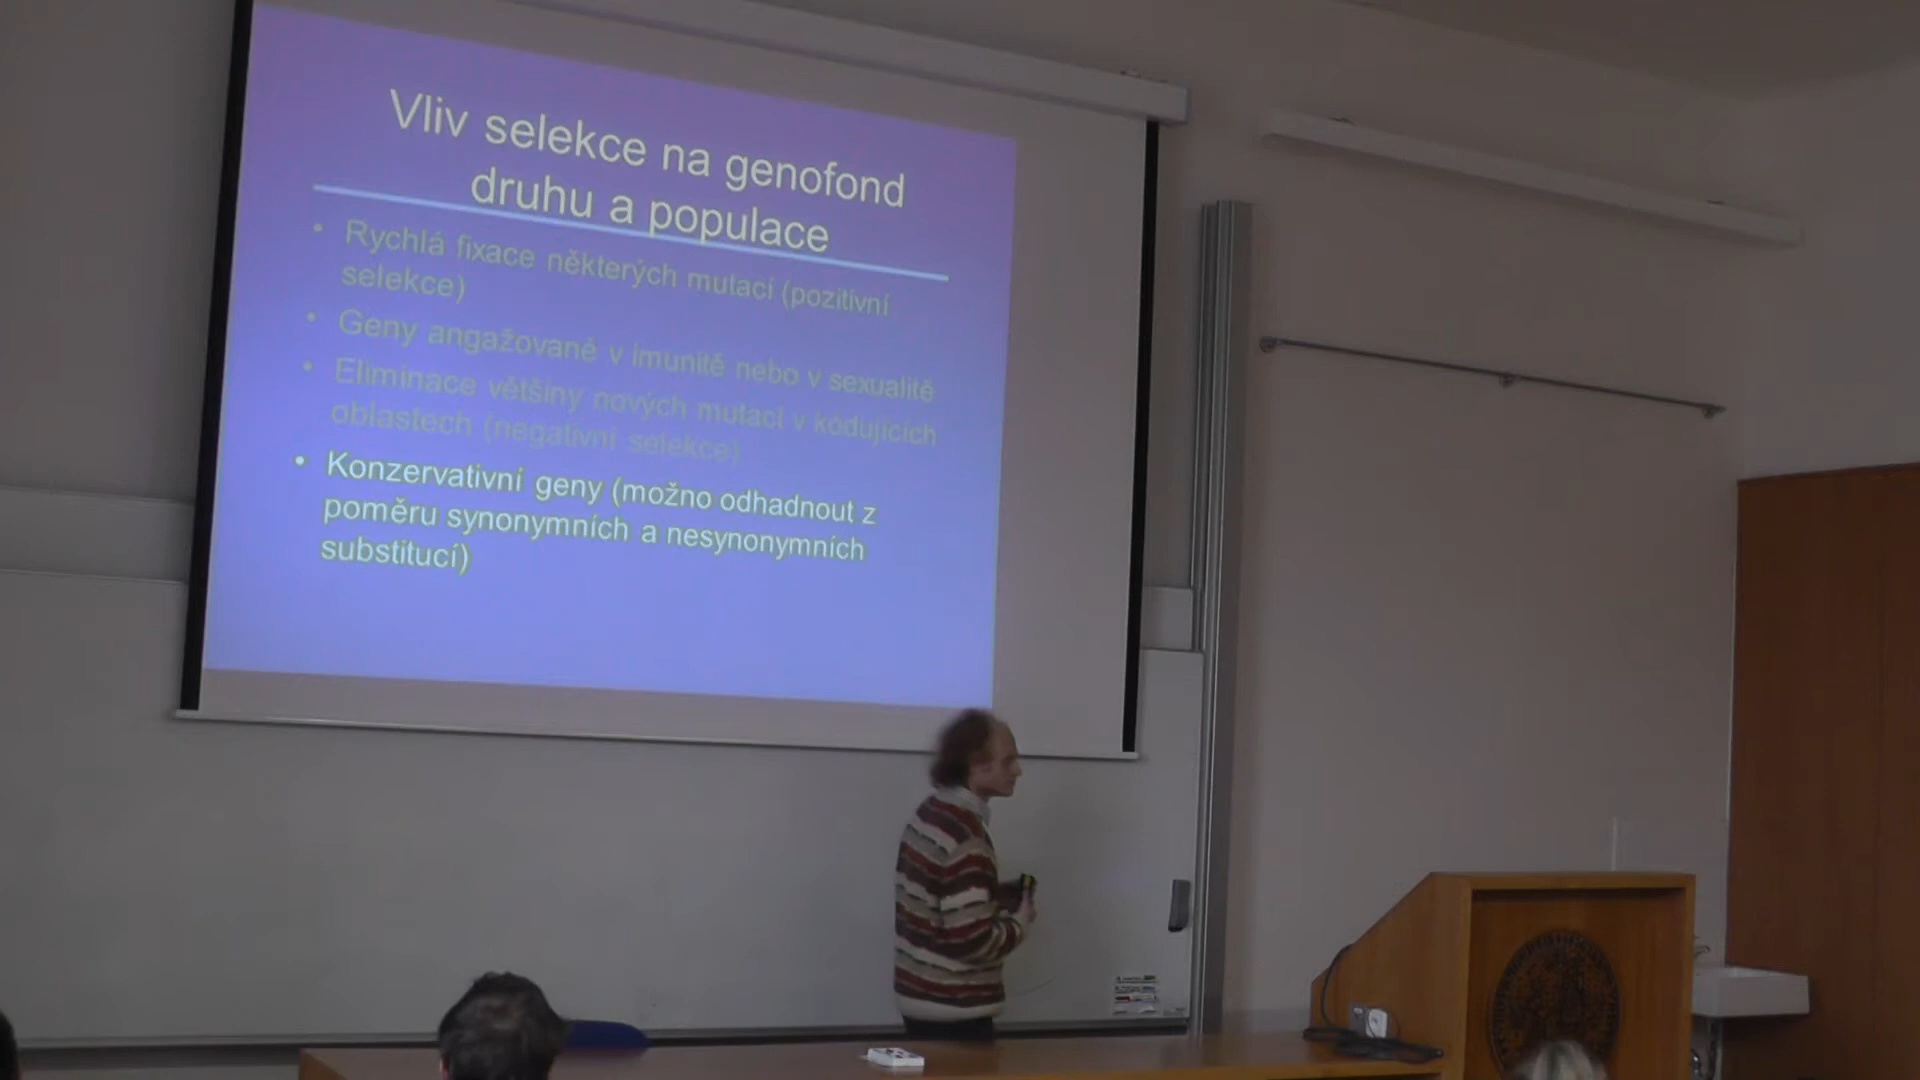 Vliv selekce na genofond
druhu a populace
• Rychlá fixace některých mutací (pozitivní
selekce)
• Geny angažované v imunitě nebo v sexualitě
• Eliminace většiny nových mutací v kódujících
oblastech (negativní selekce)
• Konzervativní geny (možno odhadnout z
poměru synonymních a nesynonymních
substitucí)